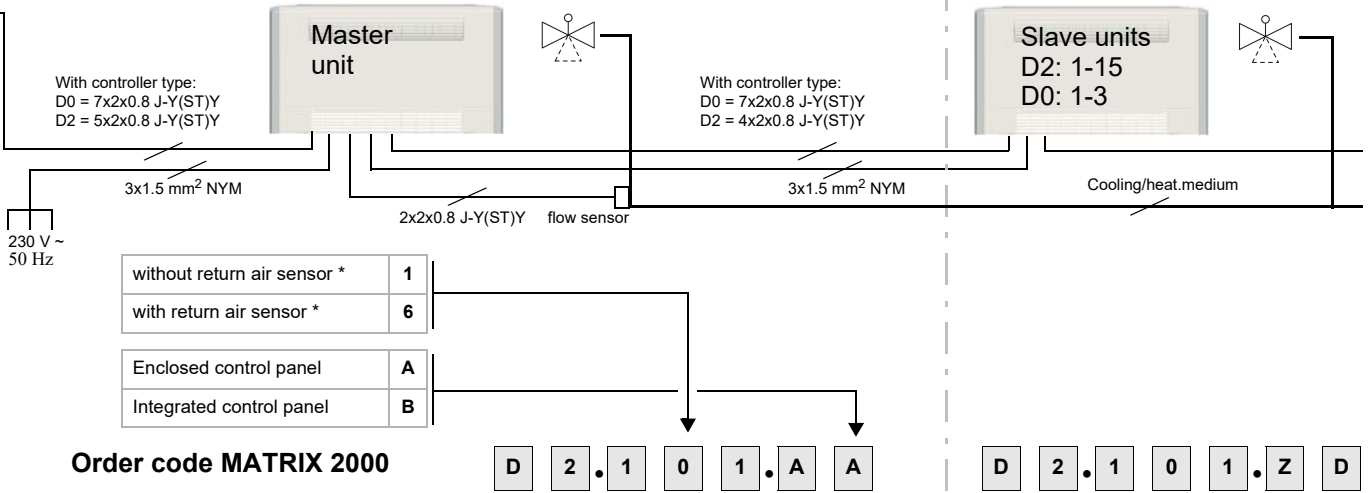 Master
unit
With controller type:
D0 = 7x2x0.8 J-Y(ST)Y
D2 = 5x2x0.8 J-Y(ST)Y
With controller type:
D0 = 7x2x0.8 J-Y(ST)Y
D2 = 4x2x0.8 J-Y(ST)Y
Slave units
D2: 1-15
D0: 1-3
3x1.5 mm² NYM
3x1.5 mm² NYM
Cooling/heat.medium
2x2x0.8 J-Y(ST)Y
flow sensor
230 V ~
50 Hz
without return air sensor * 1
with return air sensor * 6
Enclosed control panel A
Integrated control panel B
Order code MATRIX 2000
D 2.1 0 1.A A
D 2.1 0 1.Z D